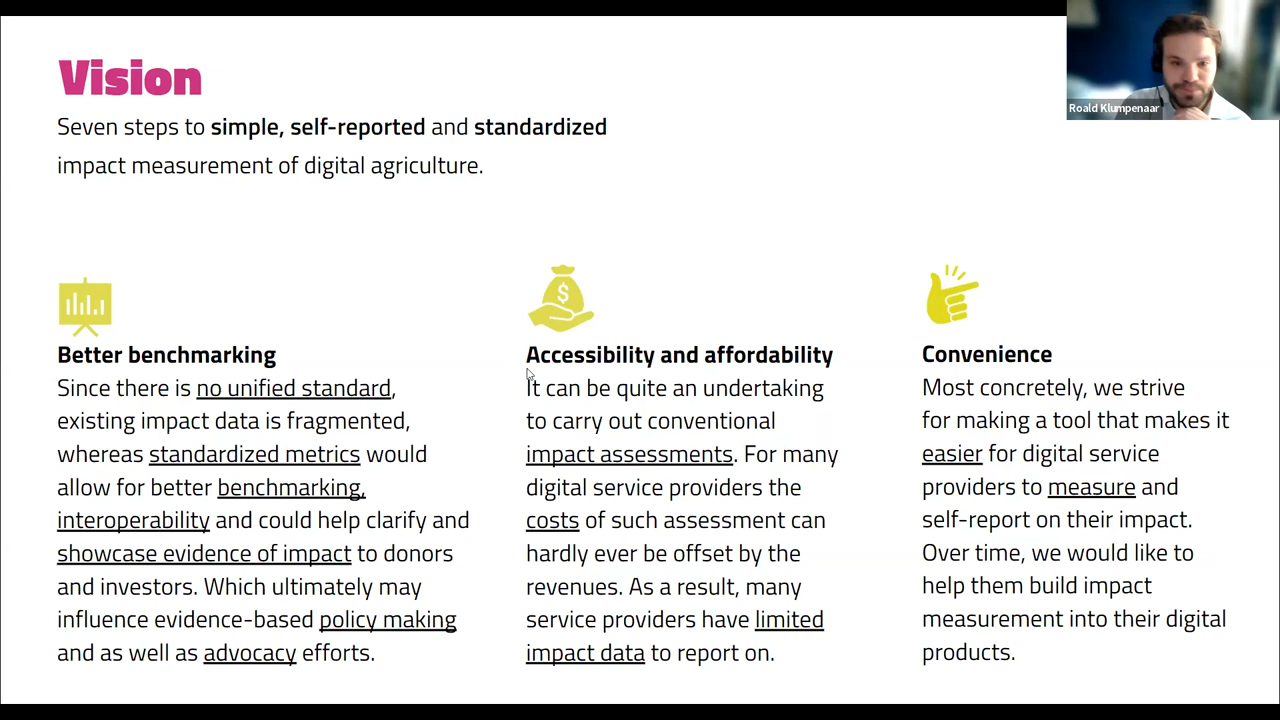 Vision
Seven steps to simple, self-reported and standardized
impact measurement of digital agriculture.
Roald Klumpenaar
$
Better benchmarking
Since there is no unified standard,
existing impact data is fragmented,
whereas standardized metrics would
allow for better benchmarking,
interoperability and could help clarify and
showcase evidence of impact to donors
and investors. Which ultimately may
influence evidence-based policy making
and as well as advocacy efforts.
Accessibility and affordability
It can be quite an undertaking
to carry out conventional
impact assessments. For many
digital service providers the
costs of such assessment can
hardly ever be offset by the
revenues. As a result, many
service providers have limited
impact data to report on.
Convenience
Most concretely, we strive
for making a tool that makes it
easier for digital service
providers to measure and
self-report on their impact.
Over time, we would like to
help them build impact
measurement into their digital
products.